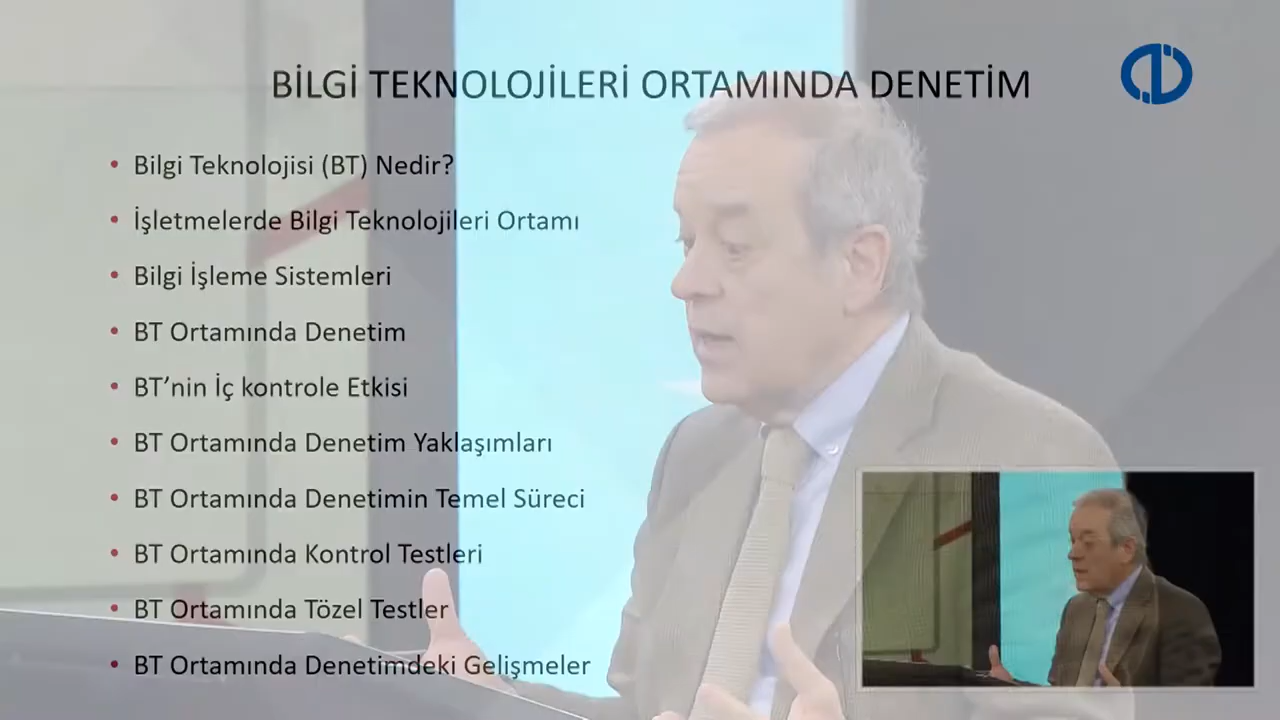 BİLGİ TEKNOLOJİLERİ ORTAMINDA DENETİM
• Bilgi Teknolojisi (BT) Nedir?
• İşletmelerde Bilgi Teknolojileri Ortamı
• Bilgi İşleme Sistemleri
• BT Ortamında Denetim
• BT’nin İç kontrole Etkisi
• BT Ortamında Denetim Yaklaşımları
• BT Ortamında Denetimin Temel Süreci
• BT Ortamında Kontrol Testleri
• BT Ortamında Tözel Testler
• BT Ortamında Denetimdeki Gelişmeler